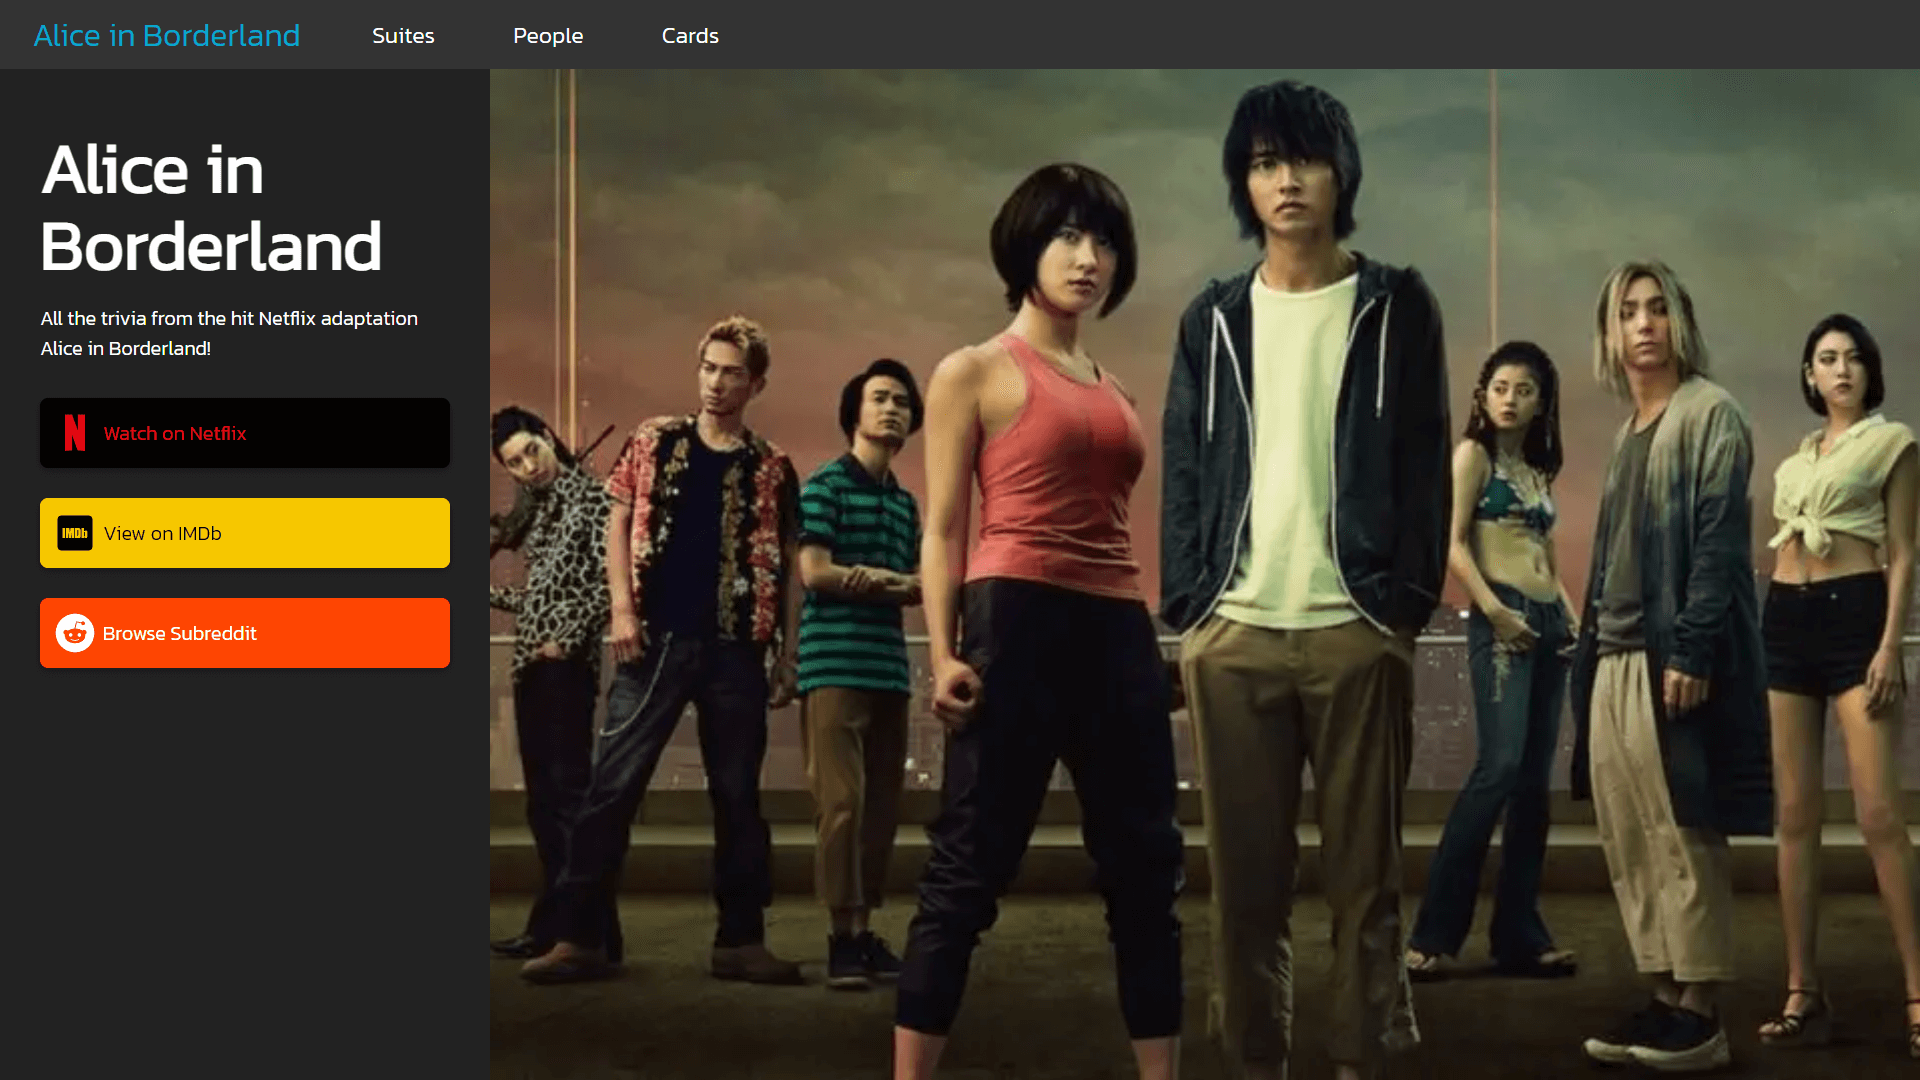 Alice in Borderland
Suites
People
Cards
Alice in
Borderland
All the trivia from the hit Netflix adaptation
Alice in Borderland!
Watch on Netflix
IMDb
View on IMDb
Browse Subreddit